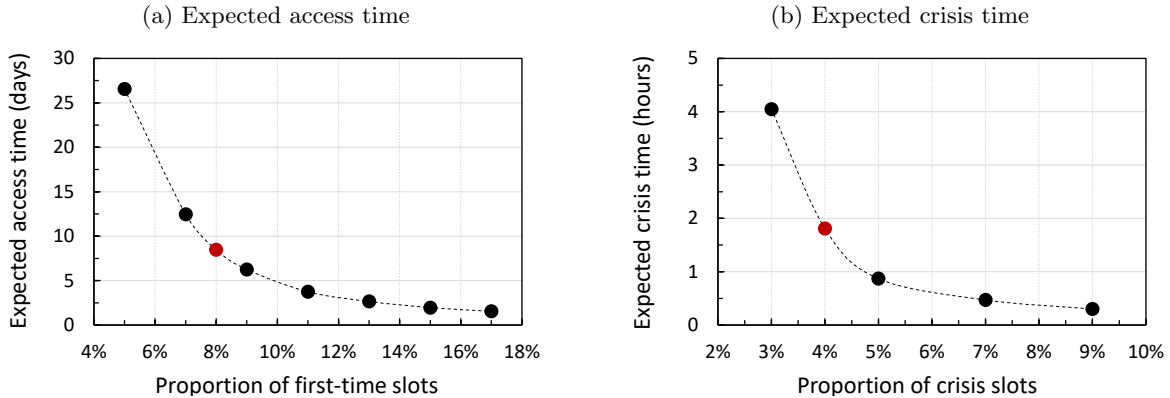 (a) Expected access time
Expected access time (days)
30
25
20
15
10
5
0
4% 6% 8% 10% 12% 14% 16% 18%
Proportion of first-time slots
(b) Expected crisis time
Expected crisis time (hours)
5
4
3
2
1
0
2% 3% 4% 5% 6% 7% 8% 9% 10%
Proportion of crisis slots